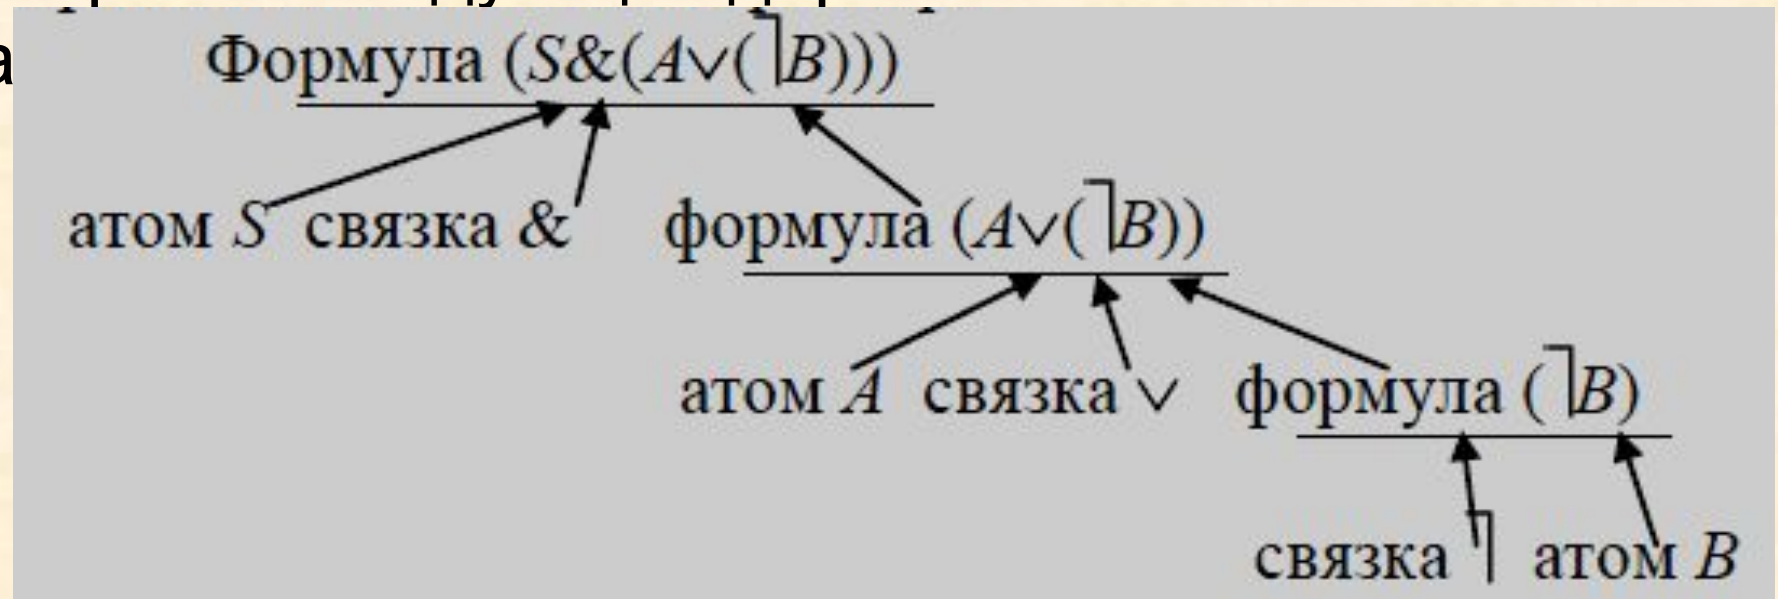 а
Формула (S&(A∨(⏋B)))
атом S связка & формула (A∨(⏋B))
атом A связка ∨ формула (⏋B)
связка ⏋ атом B